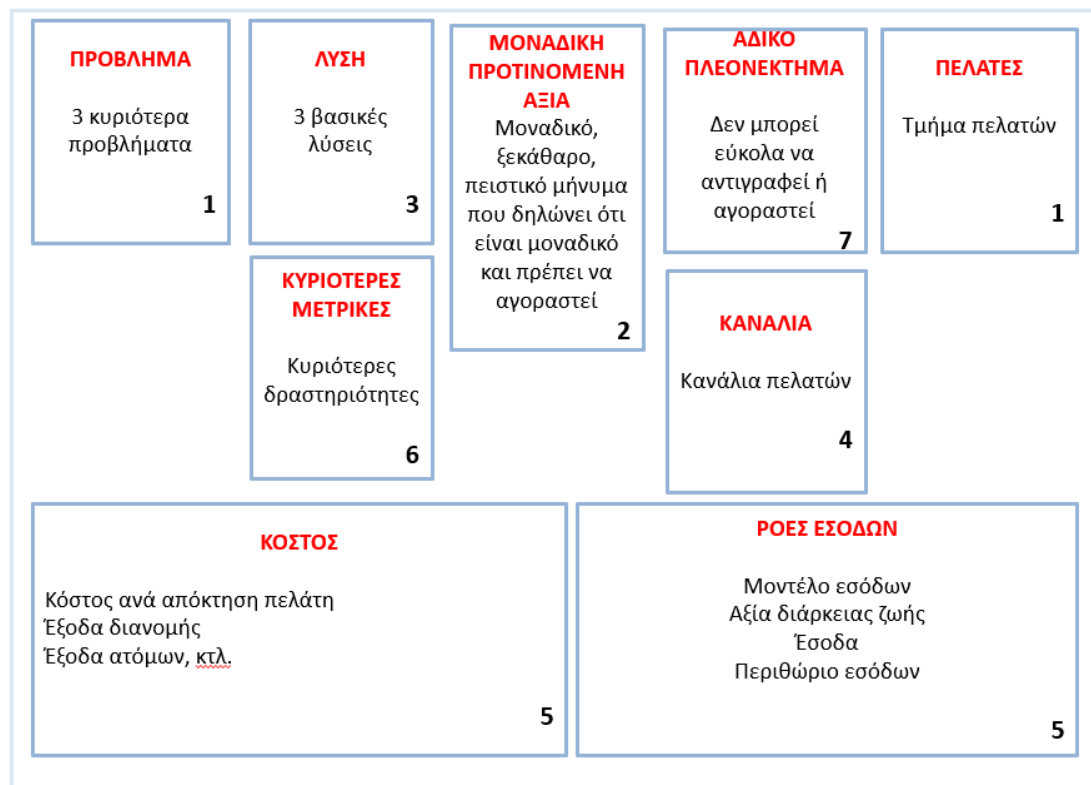 ΠΡΟΒΛΗΜΑ
3 κυριότερα
προβλήματα
1
ΛΥΣΗ
3 βασικές
λύσεις
3
ΜΟΝΑΔΙΚΗ
ΠΡΟΤΙΝΟΜΕΝΗ
ΑΞΙΑ
Μοναδικό,
ξεκάθαρο,
πειστικό μήνυμα
που δηλώνει ότι
είναι μοναδικό
και πρέπει να
αγοραστεί
2
ΑΔΙΚΟ
ΠΛΕΟΝΕΚΤΗΜΑ
Δεν μπορεί
εύκολα να
αντιγραφεί ή
αγοραστεί
7
ΠΕΛΑΤΕΣ
Τμήμα πελατών
1
ΚΥΡΙΟΤΕΡΕΣ
ΜΕΤΡΙΚΕΣ
Κυριότερες
δραστηριότητες
6
ΚΑΝΑΛΙΑ
Κανάλια πελατών
4
ΚΟΣΤΟΣ
Κόστος ανά απόκτηση πελάτη
Έξοδα διανομής
Έξοδα ατόμων, κτλ.
5
ΡΟΕΣ ΕΣΟΔΩΝ
Μοντέλο εσόδων
Αξία διάρκειας ζωής
Έσοδα
Περιθώριο εσόδων
5